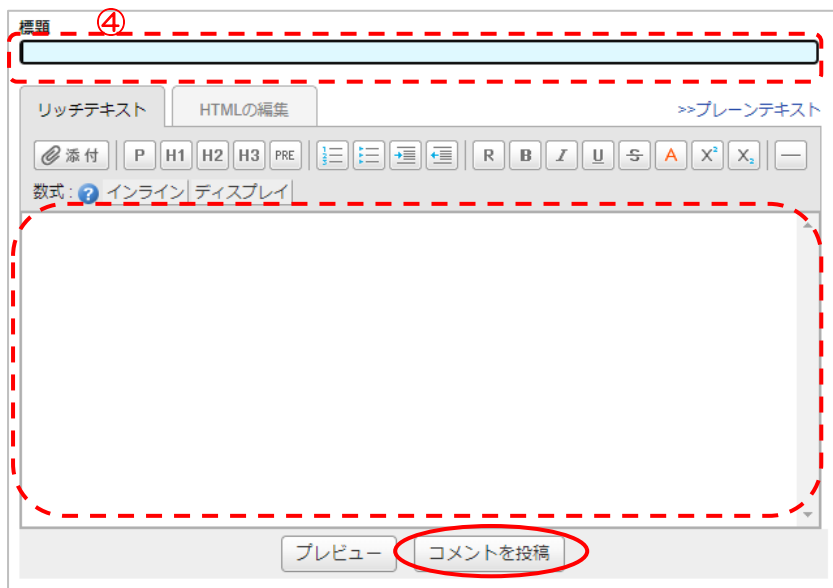 標題 ④
リッチテキスト HTMLの編集 >>プレーンテキスト
添付 P H1 H2 H3 PRE R B I U S A X² X₂
数式: ? インライン ディスプレイ
プレビュー コメントを投稿